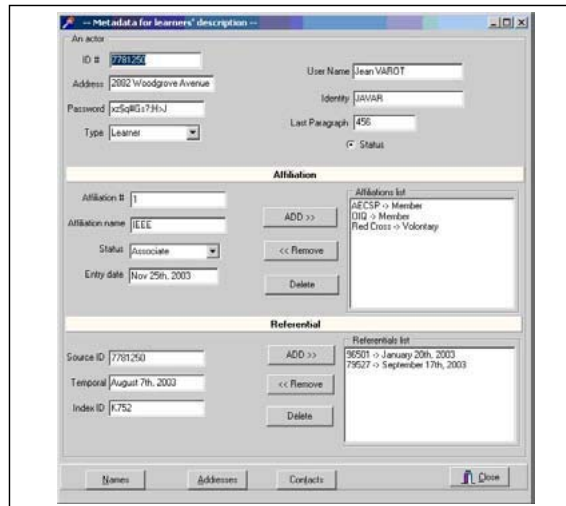 -- Metadata for learners' description --
An actor
ID # 7781250
Address 2882 Woodgrove Avenue
Password
Type Learner
User Name Jean VAROT
Identity JAVAR
Last Paragraph 456
Status
Affiliation
Affiliation # 1
Affiliation name IEEE
Status Associate
Entry date Nov 25th, 2003
ADD >>
<< Remove
Delete
Affiliations list
AECSP -> Member
OIQ -> Member
Red Cross -> Volontary
Referential
Source ID 7781250
Temporal August 7th, 2003
Index ID K752
ADD >>
<< Remove
Delete
Referentials list
96501 -> January 20th, 2003
79527 -> September 17th, 2003
Names
Addresses
Contacts
Close